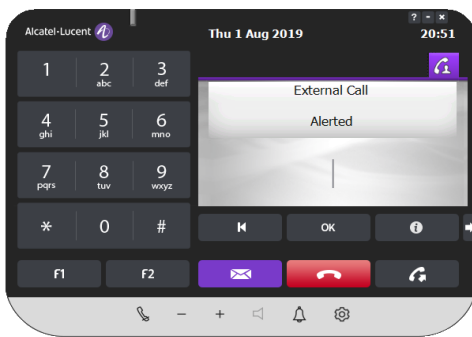 ? - ×
Alcatel-Lucent
Thu 1 Aug 2019 20:51
1 2 3
abc def
External Call
4 5 6
ghi jkl mno
Alerted
7 8 9
pqrs tuv wxyz
* 0 #
OK
F1 F2
- +